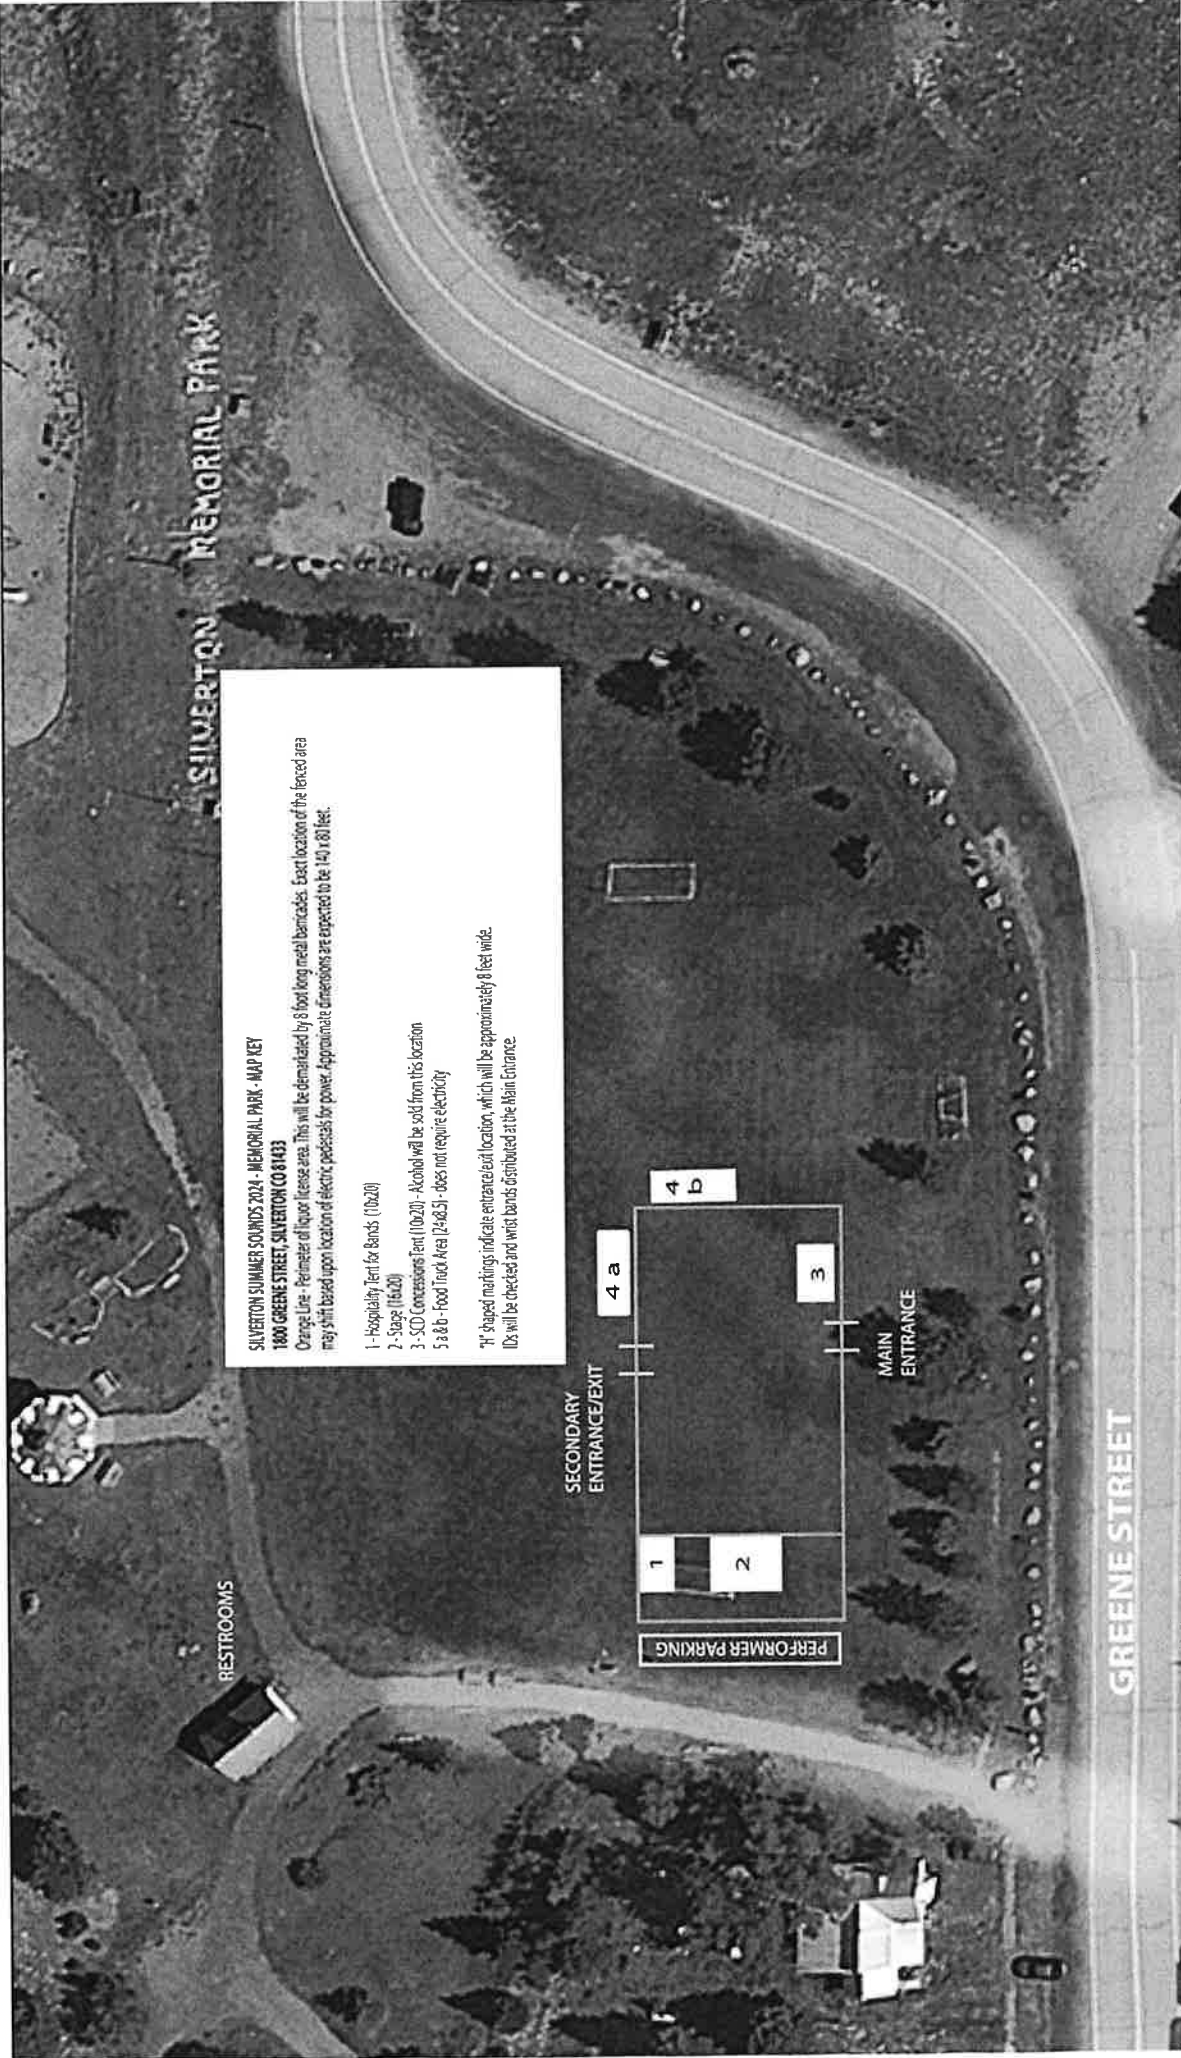 SILVERTON MEMORIAL PARK
SILVERTON SUMMER SOUNDS 2024 - MEMORIAL PARK - MAP KEY
1800 GREENE STREET, SILVERTON CO 81433
Orange Line - Perimeter of liquor license area. This will be demarkated by 8 foot long metal barricades. Exact location of the fenced area
may shift based upon location of electric pedestals for power. Approximate dimensions are expected to be 140 x 80 feet.
1 - Hospitality Tent for Bands (10x20)
2 - Stage (16x20)
3 - SCD Concessions Tent (10x20) - Alcohol will be sold from this location
5 a & b - Food Truck Area (24x8.5) - does not require electricity
"H" shaped markings indicate entrance/exit location, which will be approximately 8 feet wide.
IDs will be checked and wrist bands distributed at the Main Entrance.
RESTROOMS
SECONDARY
ENTRANCE/EXIT
4 a
4
b
1
2
3
PERFORMER PARKING
MAIN
ENTRANCE
GREENE STREET